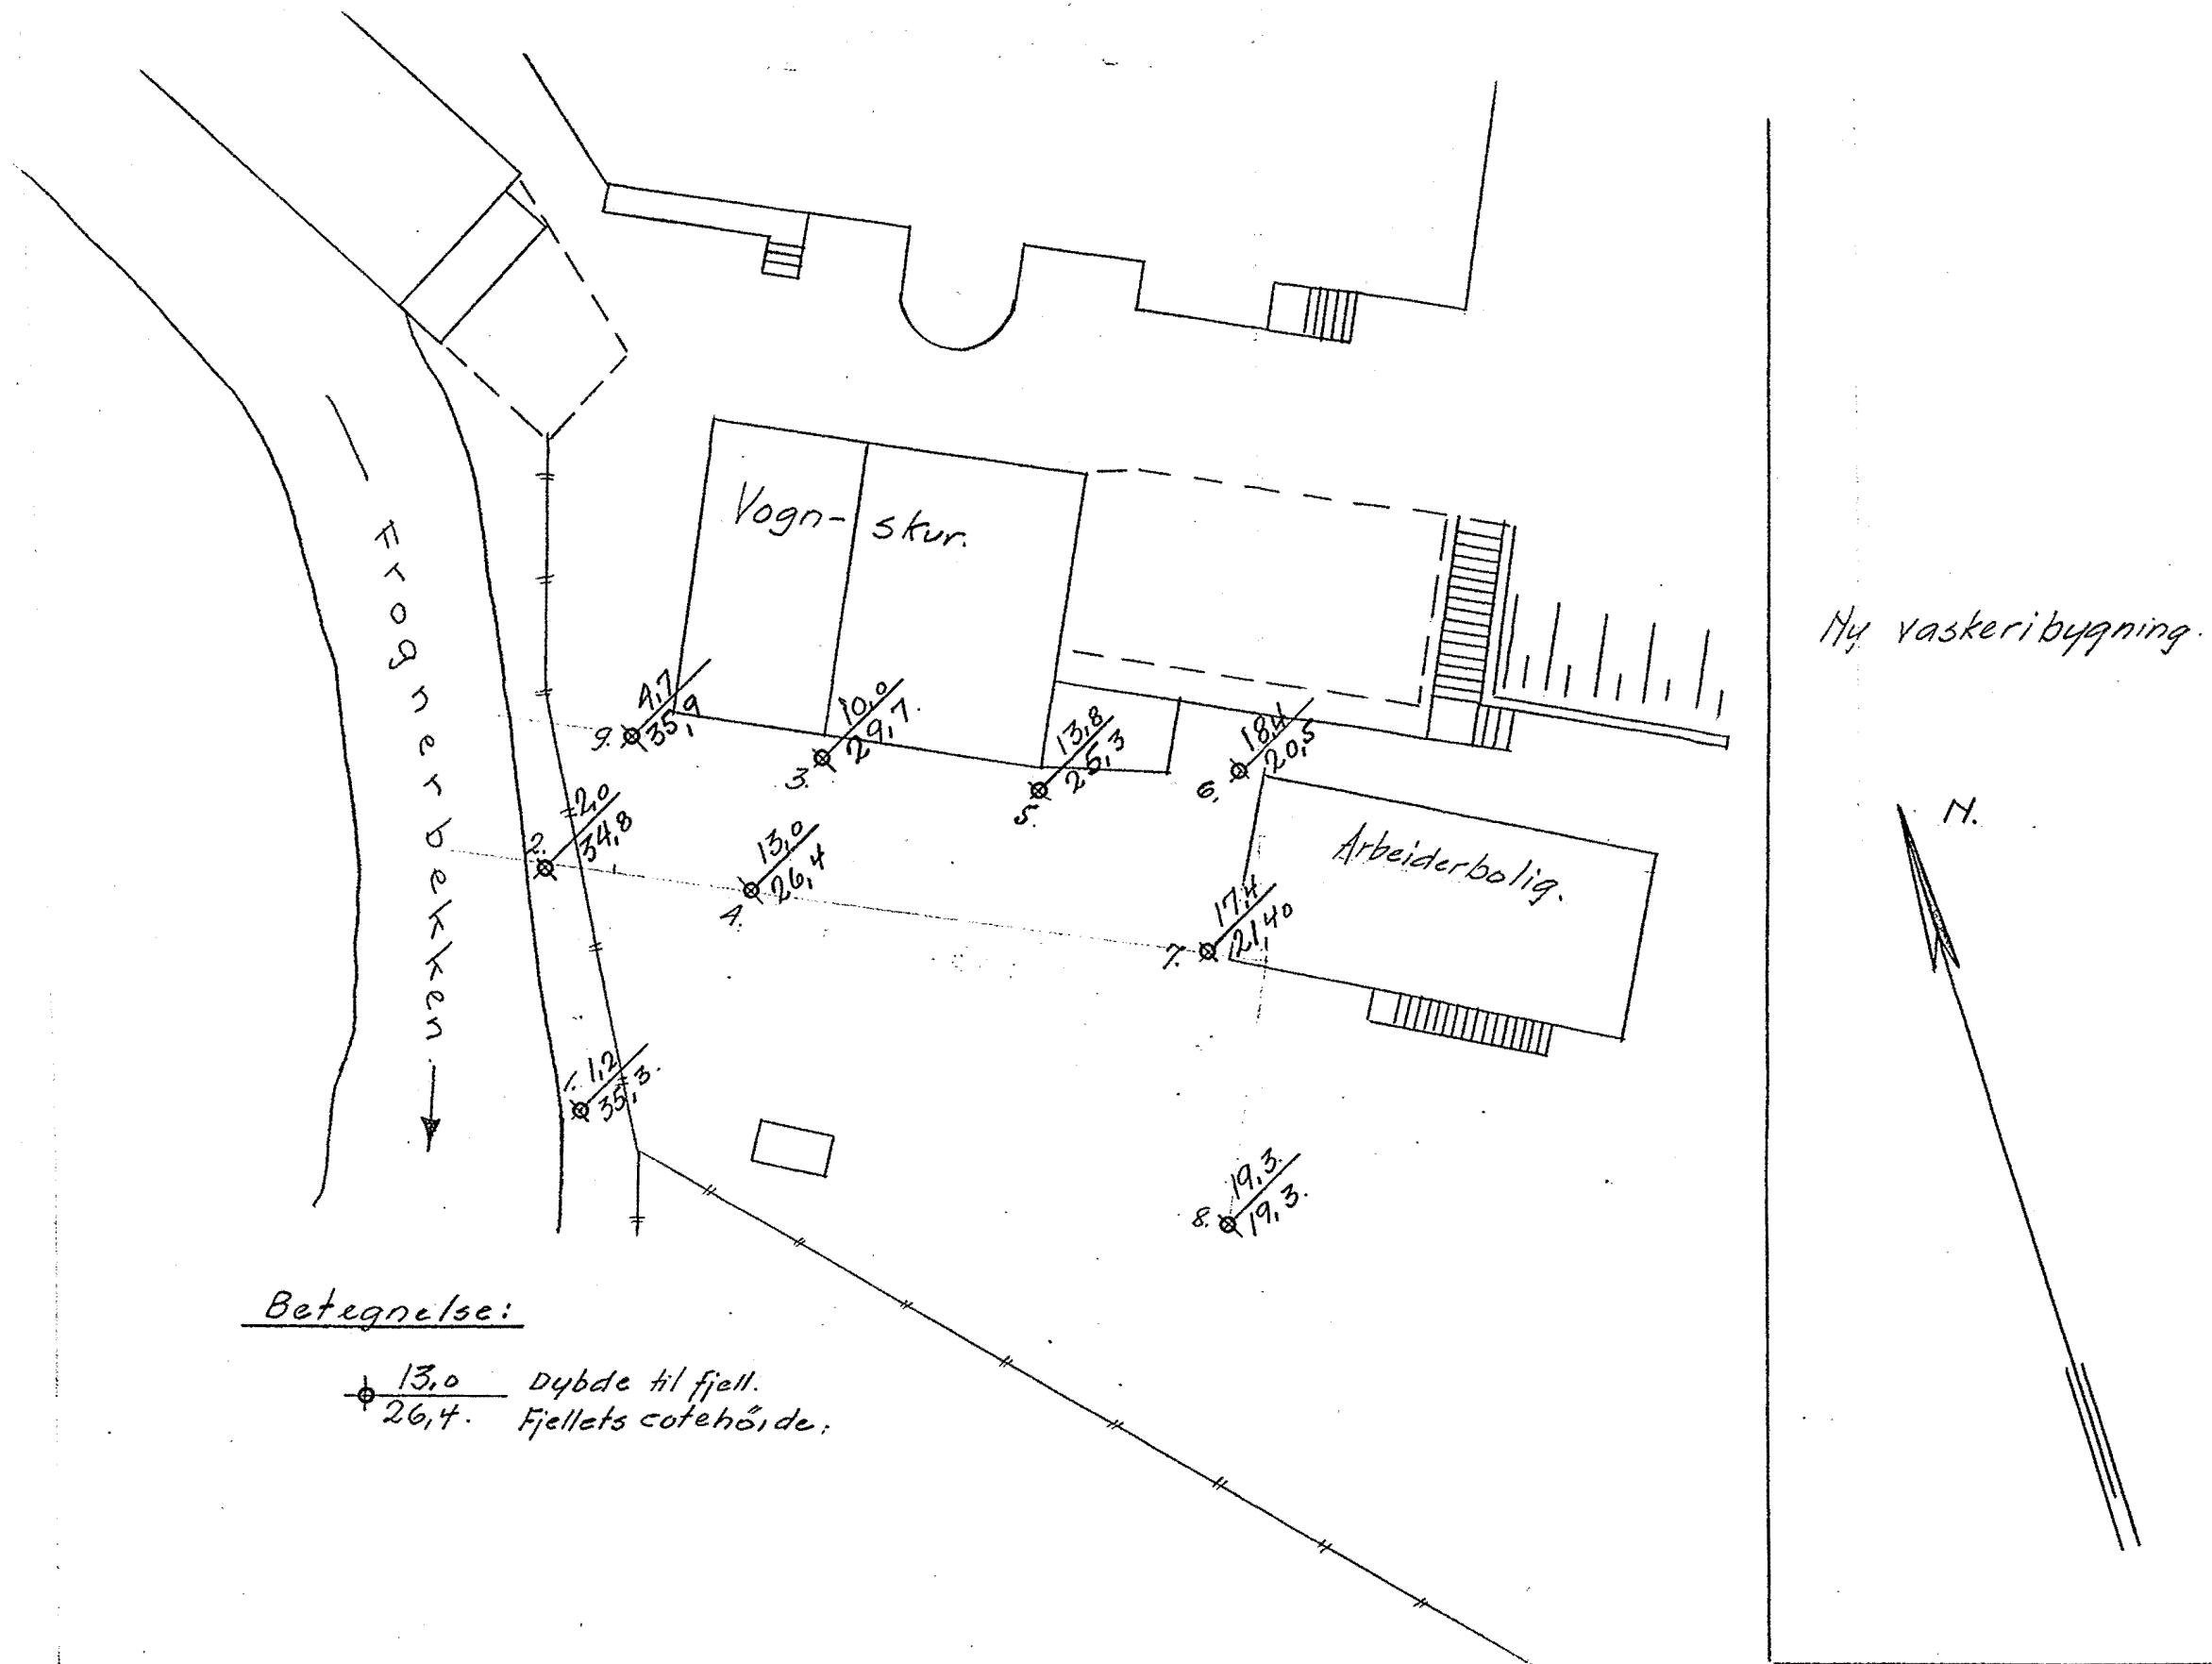 Vogn- skur.
Frognerbekken
Ny vaskeribygning.
N.
9. 4,7
35,9
3. 10,0
29,7.
5. 13,8
25,3
6. 18,4
20,5
2. 2,0
34,8
4. 13,0
26,4
Arbeiderbolig.
7. 17,4
21,40
1. 1,2
35,3.
8. 19,3.
19,3.
Betegnelse:
13,0 Dybde til fjell.
26,4. Fjellets cotehöide.